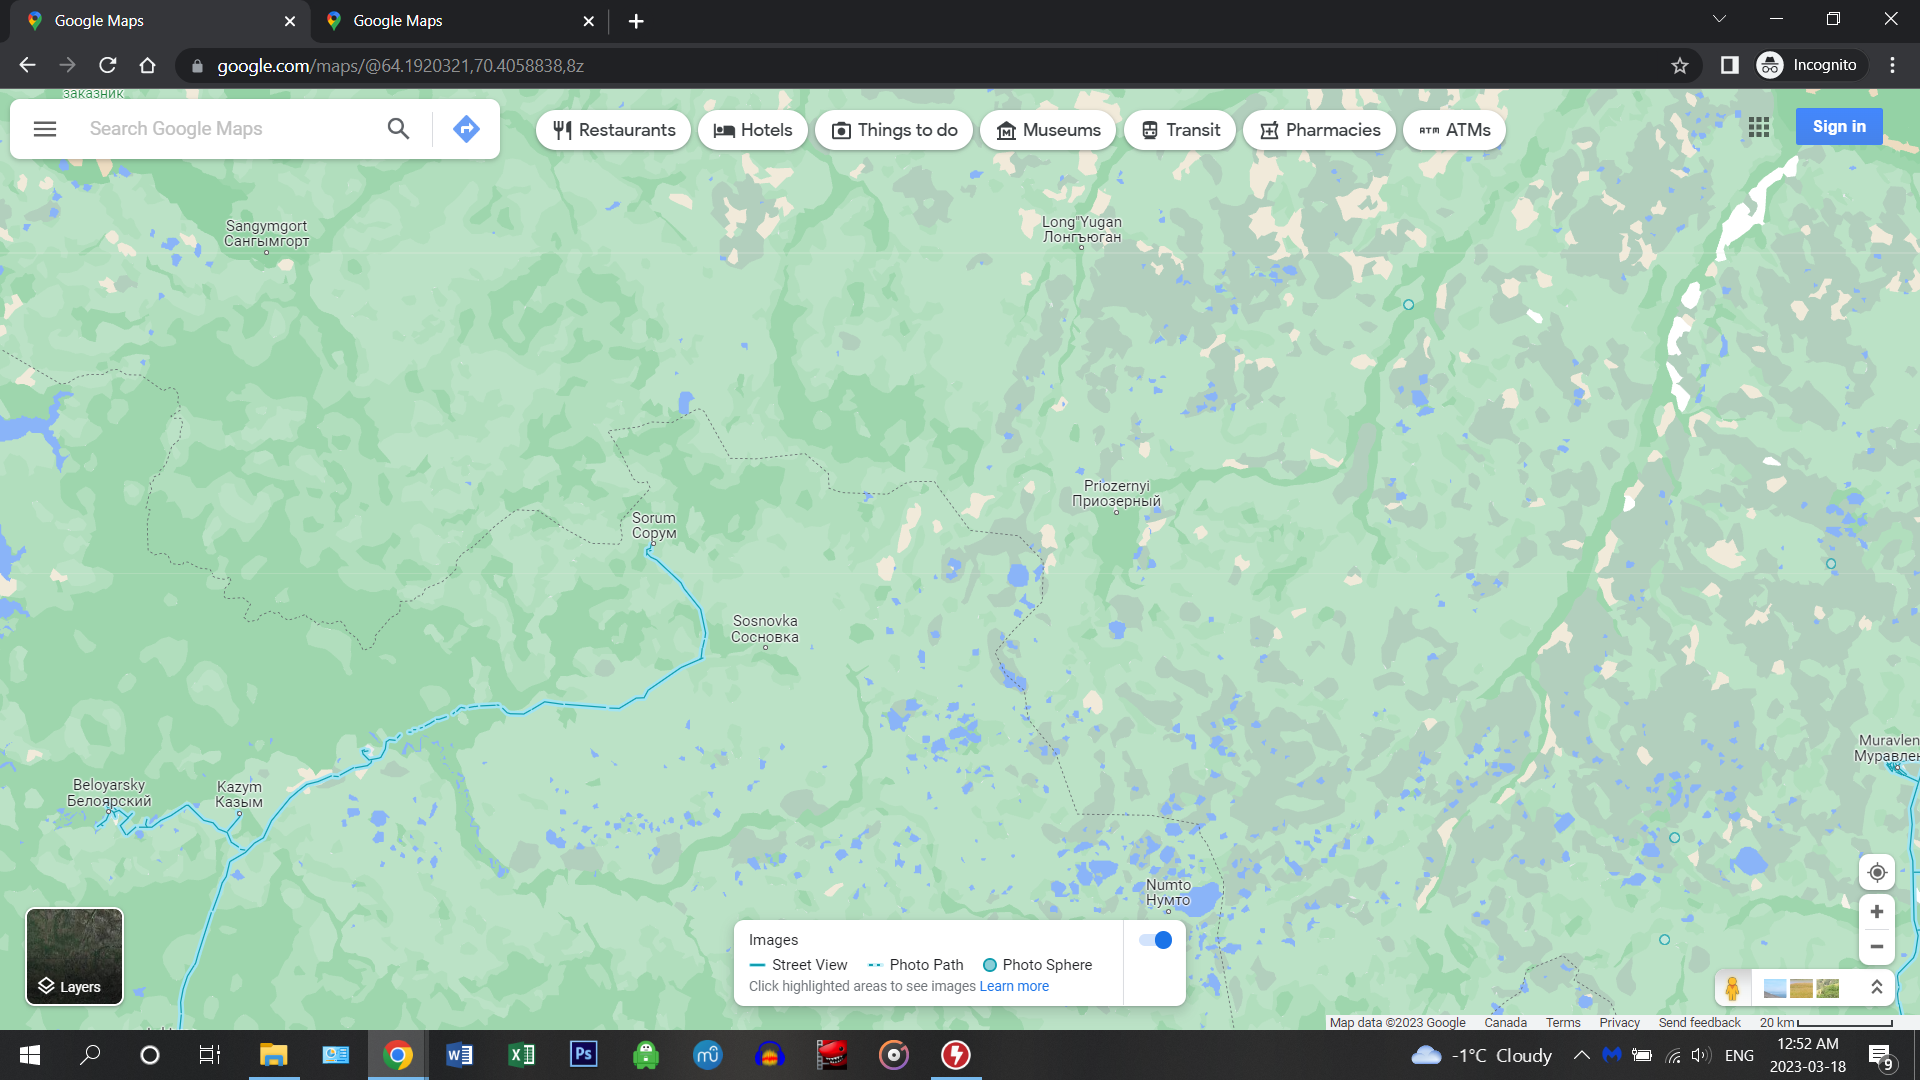 Google Maps
Google Maps
google.com/maps/@64.1920321,70.4058838,8z
Incognito
заказник
Search Google Maps
Restaurants
Hotels
Things to do
Museums
Transit
Pharmacies
ATM ATMs
Sign in
Sangymgort
Сангымгорт
Long"Yugan
Лонгъюган
Priozernyi
Приозерный
Sorum
Сорум
Sosnovka
Сосновка
Muravlen
Муравлен
Beloyarsky
Белоярский
Kazym
Казым
Numto
Нумто
Layers
Images
Street View
Photo Path
Photo Sphere
Click highlighted areas to see images Learn more
Map data ©2023 Google
Canada
Terms
Privacy
Send feedback
20 km
-1°C Cloudy
ENG
12:52 AM
2023-03-18
9